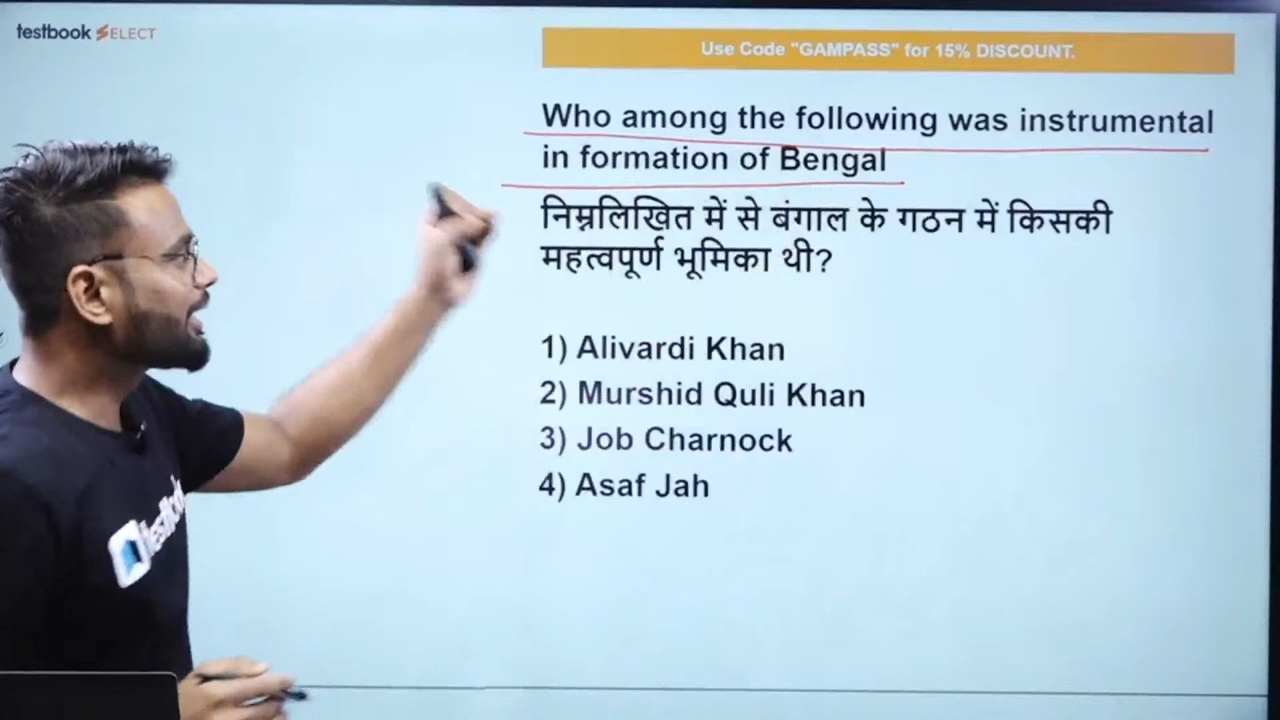 testbook SELECT
Use Code "GAMPASS" for 15% DISCOUNT.
Who among the following was instrumental
in formation of Bengal
निम्नलिखित में से बंगाल के गठन में किसकी
महत्वपूर्ण भूमिका थी?
1) Alivardi Khan
2) Murshid Quli Khan
3) Job Charnock
4) Asaf Jah